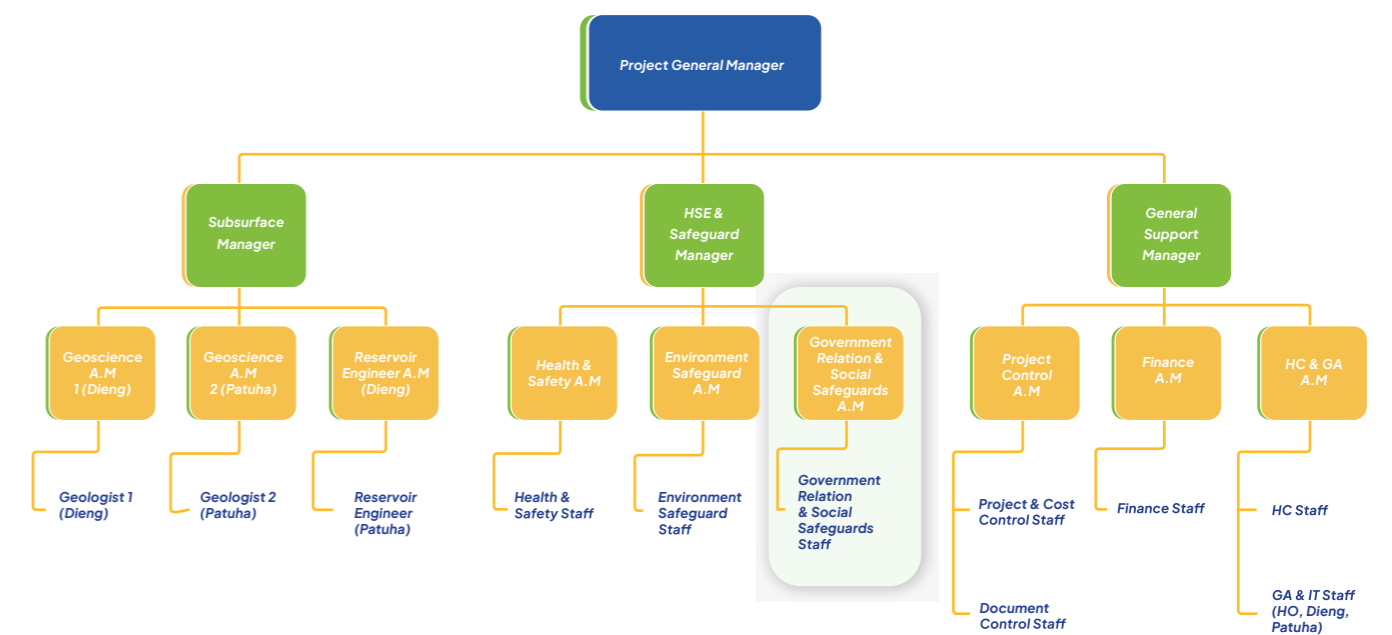 Project General Manager
Subsurface
Manager
HSE &
Safeguard
Manager
General
Support
Manager
Geoscience
A.M
1 (Dieng)
Geoscience
A.M
2 (Patuha)
Reservoir
Engineer A.M
(Dieng)
Health &
Safety A.M
Environment
Safeguard
A.M
Government
Relation &
Social
Safeguards
A.M
Project
Control
A.M
Finance
A.M
HC & GA
A.M
Geologist 1
(Dieng)
Geologist 2
(Patuha)
Reservoir
Engineer
(Patuha)
Health &
Safety Staff
Environment
Safeguard
Staff
Government
Relation
& Social
Safeguards
Staff
Project & Cost
Control Staff
Finance Staff
HC Staff
Document
Control Staff
GA & IT Staff
(HO, Dieng,
Patuha)